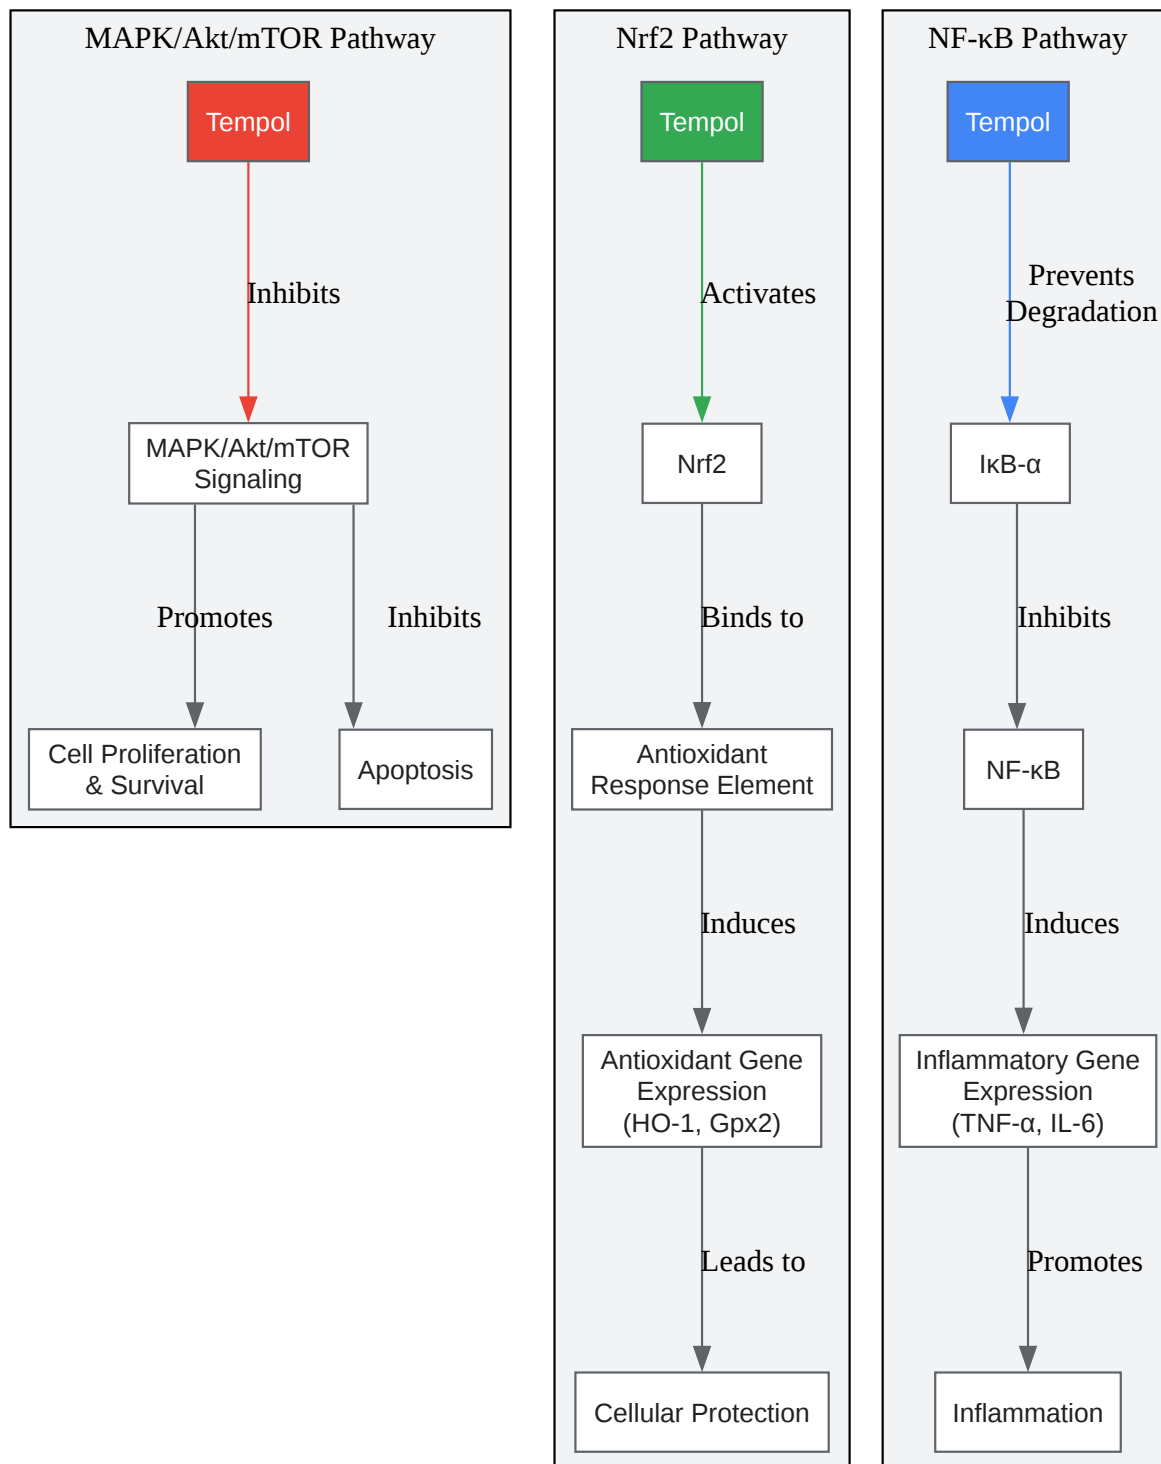 MAPK/Akt/mTOR Pathway
Tempol
Inhibits
MAPK/Akt/mTOR
Signaling
Promotes
Inhibits
Cell Proliferation
& Survival
Apoptosis
Nrf2 Pathway
Tempol
Activates
Nrf2
Binds to
Antioxidant
Response Element
Induces
Antioxidant Gene
Expression
(HO-1, Gpx2)
Leads to
Cellular Protection
NF-κB Pathway
Tempol
Prevents
Degradation
IκB-α
Inhibits
NF-κB
Induces
Inflammatory Gene
Expression
(TNF-α, IL-6)
Promotes
Inflammation